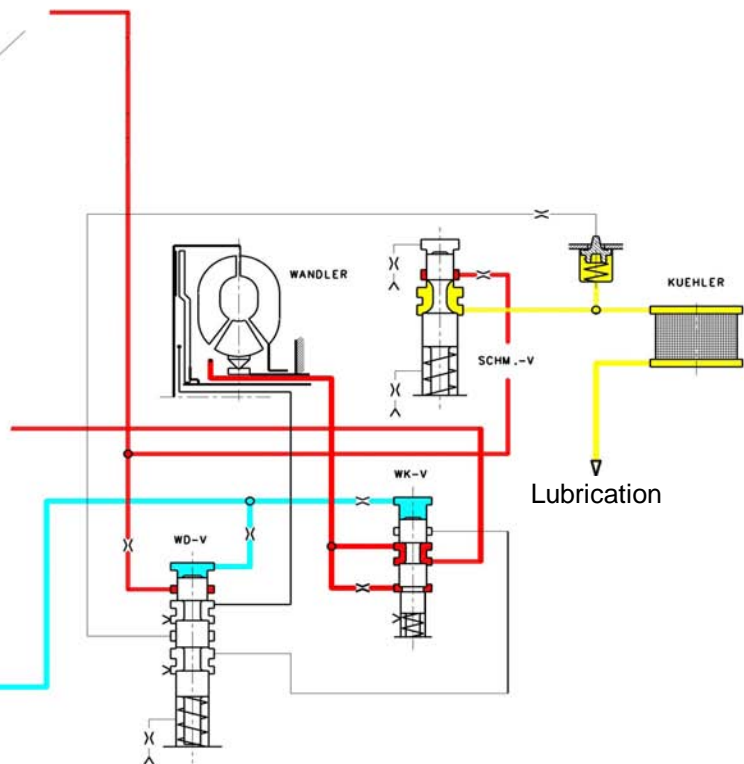 WANDLER
KUEHLER
SCHM.-V
WK-V
Lubrication
WD-V